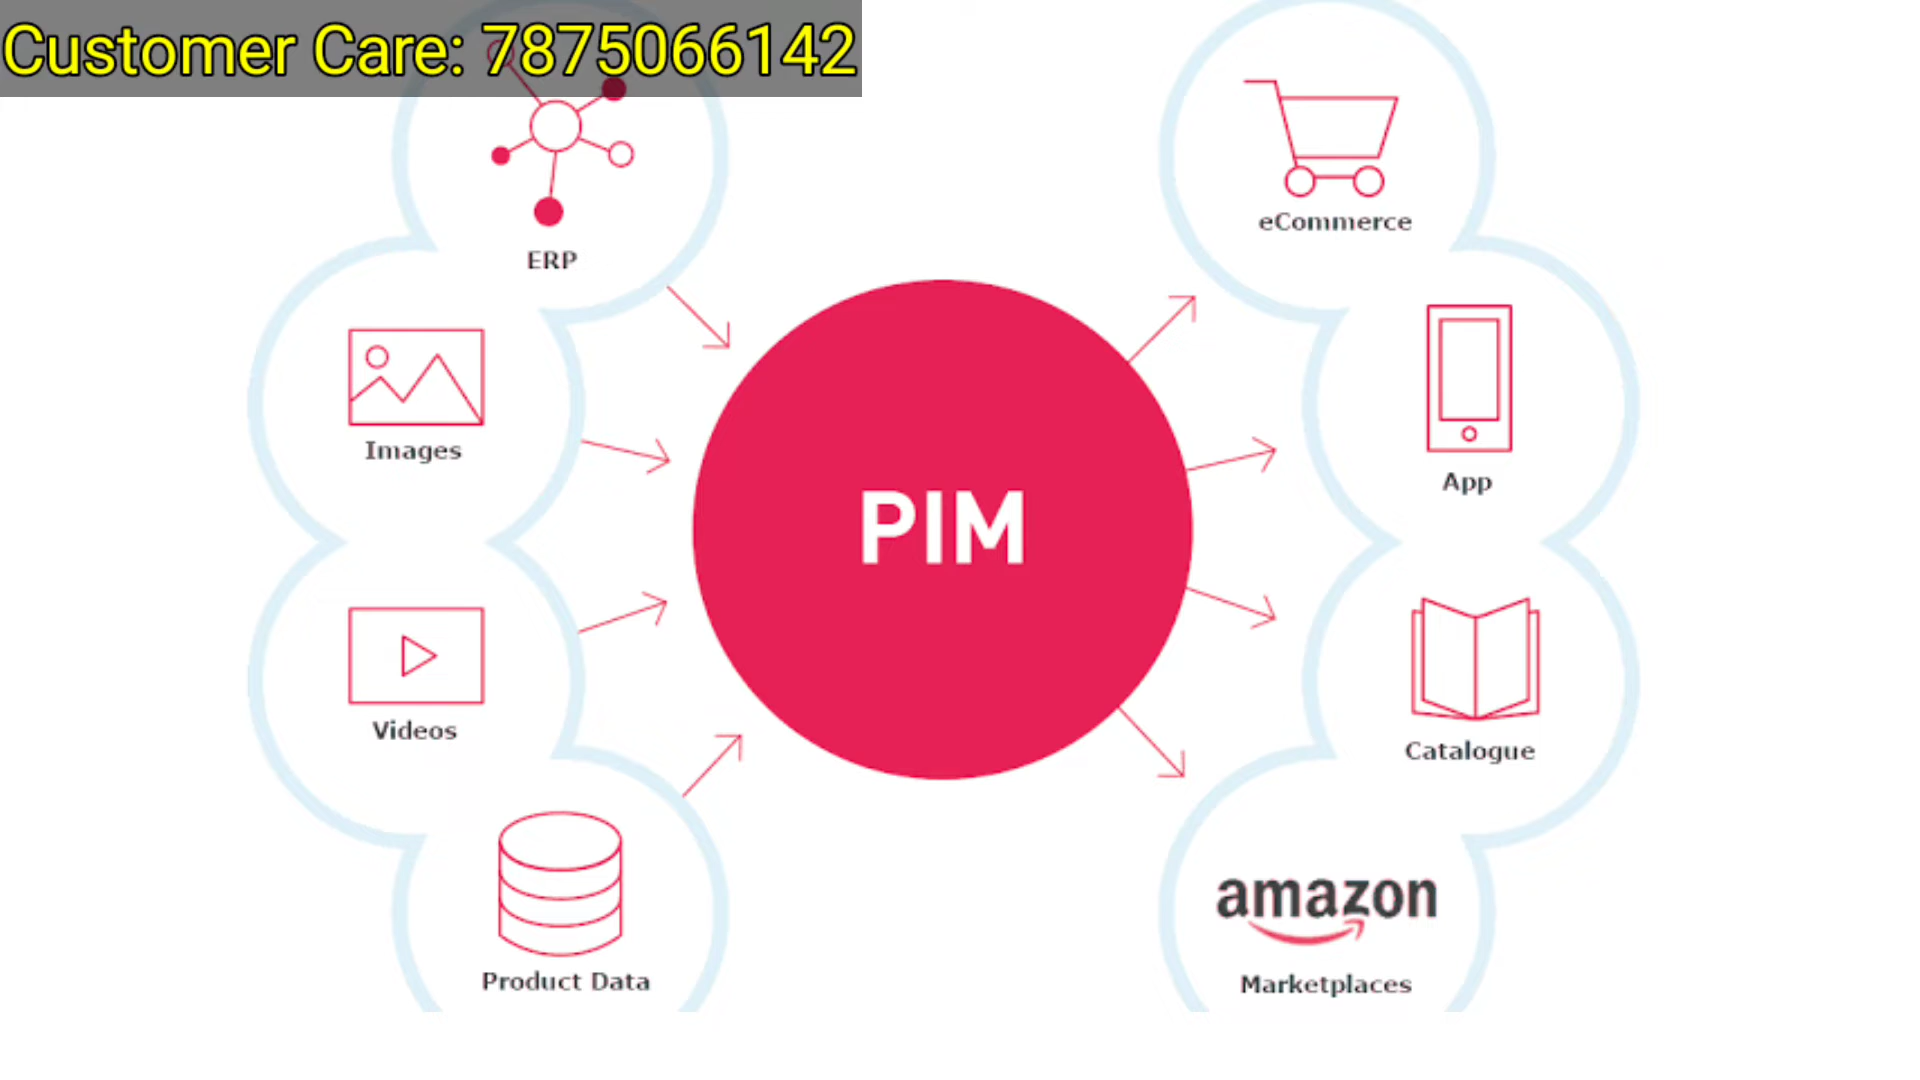 Customer Care: 7875066142
ERP
eCommerce
Images
App
PIM
Videos
Catalogue
amazon
Product Data
Marketplaces